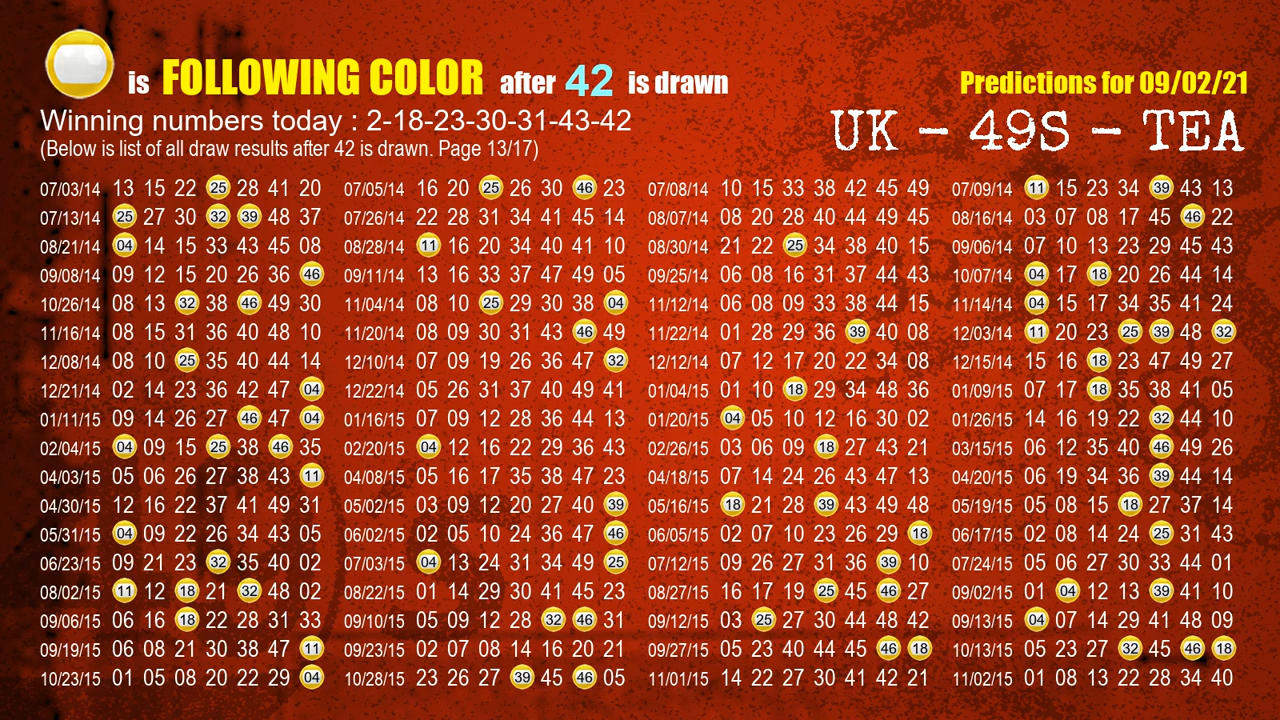 is FOLLOWING COLOR after 42 is drawn
Predictions for 09/02/21
Winning numbers today : 2-18-23-30-31-43-42
UK - 49S - TEA
(Below is list of all draw results after 42 is drawn. Page 13/17)
07/03/14 13 15 22 25 28 41 20 07/05/14 16 20 25 26 30 46 23 07/08/14 10 15 33 38 42 45 49 07/09/14 11 15 23 34 39 43 13
07/13/14 25 27 30 32 39 48 37 07/26/14 22 28 31 34 41 45 14 08/07/14 08 20 28 40 44 49 45 08/16/14 03 07 08 17 45 46 22
08/21/14 04 14 15 33 43 45 08 08/28/14 11 16 20 34 40 41 10 08/30/14 21 22 25 34 38 40 15 09/06/14 07 10 13 23 29 45 43
09/08/14 09 12 15 20 26 36 46 09/11/14 13 16 33 37 47 49 05 09/25/14 06 08 16 31 37 44 43 10/07/14 04 17 18 20 26 44 14
10/26/14 08 13 32 38 46 49 30 11/04/14 08 10 25 29 30 38 04 11/12/14 06 08 09 33 38 44 15 11/14/14 04 15 17 34 35 41 24
11/16/14 08 15 31 36 40 48 10 11/20/14 08 09 30 31 43 46 49 11/22/14 01 28 29 36 39 40 08 12/03/14 11 20 23 25 39 48 32
12/08/14 08 10 25 35 40 44 14 12/10/14 07 09 19 26 36 47 32 12/12/14 07 12 17 20 22 34 08 12/15/14 15 16 18 23 47 49 27
12/21/14 02 14 23 36 42 47 04 12/22/14 05 26 31 37 40 49 41 01/04/15 01 10 18 29 34 48 36 01/09/15 07 17 18 35 38 41 05
01/11/15 09 14 26 27 46 47 04 01/16/15 07 09 12 28 36 44 13 01/20/15 04 05 10 12 16 30 02 01/26/15 14 16 19 22 32 44 10
02/04/15 04 09 15 25 38 46 35 02/20/15 04 12 16 22 29 36 43 02/26/15 03 06 09 18 27 43 21 03/15/15 06 12 35 40 46 49 26
04/03/15 05 06 26 27 38 43 11 04/08/15 05 16 17 35 38 47 23 04/18/15 07 14 24 26 43 47 13 04/20/15 06 19 34 36 39 44 14
04/30/15 12 16 22 37 41 49 31 05/02/15 03 09 12 20 27 40 39 05/16/15 18 21 28 39 43 49 48 05/19/15 05 08 15 18 27 37 14
05/31/15 04 09 22 26 34 43 05 06/02/15 02 05 10 24 36 47 46 06/05/15 02 07 10 23 26 29 18 06/17/15 02 08 14 24 25 31 43
06/23/15 09 21 23 32 35 40 02 07/03/15 04 13 24 31 34 49 25 07/12/15 09 26 27 31 36 39 10 07/24/15 05 06 27 30 33 44 01
08/02/15 11 12 18 21 32 48 02 08/22/15 01 14 29 30 41 45 23 08/27/15 16 17 19 25 45 46 27 09/02/15 01 04 12 13 39 41 10
09/06/15 06 16 18 22 28 31 33 09/10/15 05 09 12 28 32 46 31 09/12/15 03 25 27 30 44 48 42 09/13/15 04 07 14 29 41 48 09
09/19/15 06 08 21 30 38 47 11 09/23/15 02 07 08 14 16 20 21 09/27/15 05 23 40 44 45 46 18 10/13/15 05 23 27 32 45 46 18
10/23/15 01 05 08 20 22 29 04 10/28/15 23 26 27 39 45 46 05 11/01/15 14 22 27 30 41 42 21 11/02/15 01 08 13 22 28 34 40